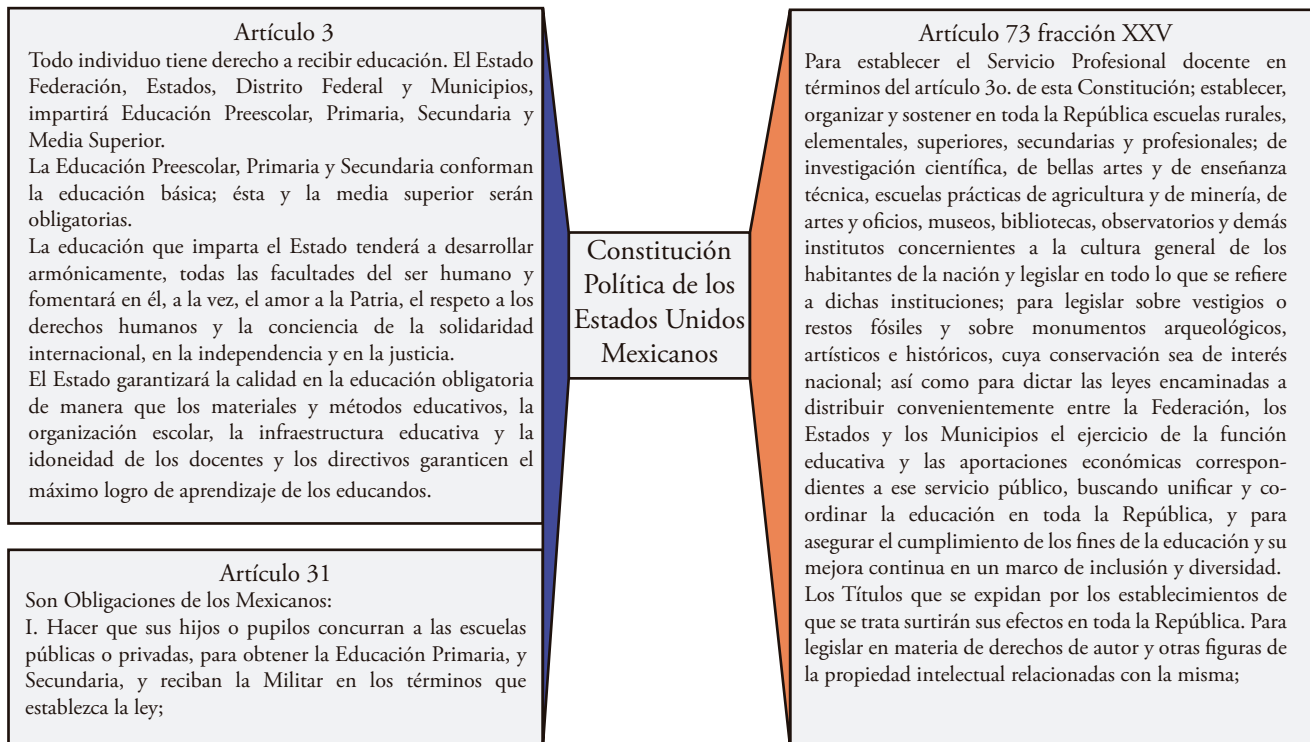 Artículo 3
Todo individuo tiene derecho a recibir educación. El Estado
Federación, Estados, Distrito Federal y Municipios,
impartirá Educación Preescolar, Primaria, Secundaria y
Media Superior.
La Educación Preescolar, Primaria y Secundaria conforman
la educación básica; ésta y la media superior serán
obligatorias.
La educación que imparta el Estado tenderá a desarrollar
armónicamente, todas las facultades del ser humano y
fomentará en él, a la vez, el amor a la Patria, el respeto a los
derechos humanos y la conciencia de la solidaridad
internacional, en la independencia y en la justicia.
El Estado garantizará la calidad en la educación obligatoria
de manera que los materiales y métodos educativos, la
organización escolar, la infraestructura educativa y la
idoneidad de los docentes y los directivos garanticen el
máximo logro de aprendizaje de los educandos.
Artículo 31
Son Obligaciones de los Mexicanos:
I. Hacer que sus hijos o pupilos concurran a las escuelas
públicas o privadas, para obtener la Educación Primaria, y
Secundaria, y reciban la Militar en los términos que
establezca la ley;
Constitución
Política de los
Estados Unidos
Mexicanos
Artículo 73 fracción XXV
Para establecer el Servicio Profesional docente en
términos del artículo 3o. de esta Constitución; establecer,
organizar y sostener en toda la República escuelas rurales,
elementales, superiores, secundarias y profesionales; de
investigación científica, de bellas artes y de enseñanza
técnica, escuelas prácticas de agricultura y de minería, de
artes y oficios, museos, bibliotecas, observatorios y demás
institutos concernientes a la cultura general de los
habitantes de la nación y legislar en todo lo que se refiere
a dichas instituciones; para legislar sobre vestigios o
restos fósiles y sobre monumentos arqueológicos,
artísticos e históricos, cuya conservación sea de interés
nacional; así como para dictar las leyes encaminadas a
distribuir convenientemente entre la Federación, los
Estados y los Municipios el ejercicio de la función
educativa y las aportaciones económicas correspon-
dientes a ese servicio público, buscando unificar y co-
ordinar la educación en toda la República, y para
asegurar el cumplimiento de los fines de la educación y su
mejora continua en un marco de inclusión y diversidad.
Los Títulos que se expidan por los establecimientos de
que se trata surtirán sus efectos en toda la República. Para
legislar en materia de derechos de autor y otras figuras de
la propiedad intelectual relacionadas con la misma;